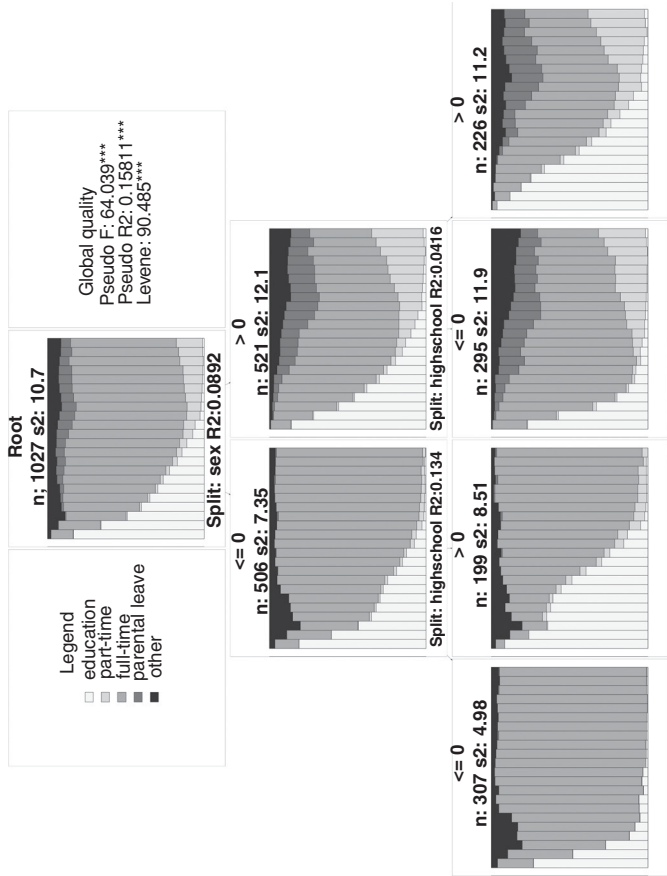 Legend
education
part-time
full-time
parental leave
other
Root
n; 1027 s2: 10.7
Split: sex R2:0.0892
Global quality
Pseudo F: 64.039***
Pseudo R2: 0.15811***
Levene: 90.485***
<= 0
n: 506 s2: 7.35
Split: highschool R2:0.134
> 0
n: 521 s2: 12.1
Split: highschool R2:0.0416
<= 0
n: 307 s2: 4.98
> 0
n: 199 s2: 8.51
<= 0
n: 295 s2: 11.9
> 0
n: 226 s2: 11.2